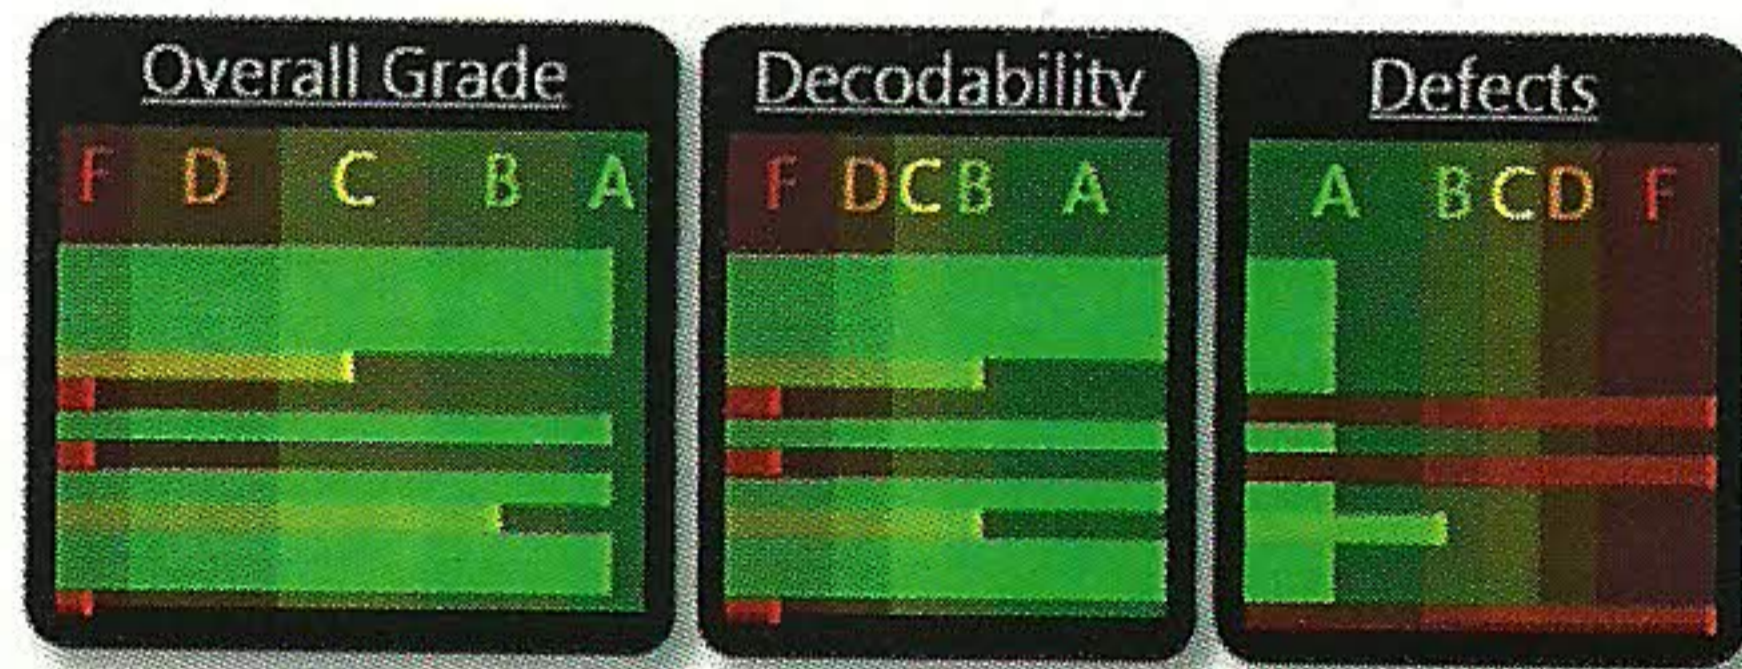 Overall Grade
F D C B A
Decodability
F D C B A
Defects
A B C D F